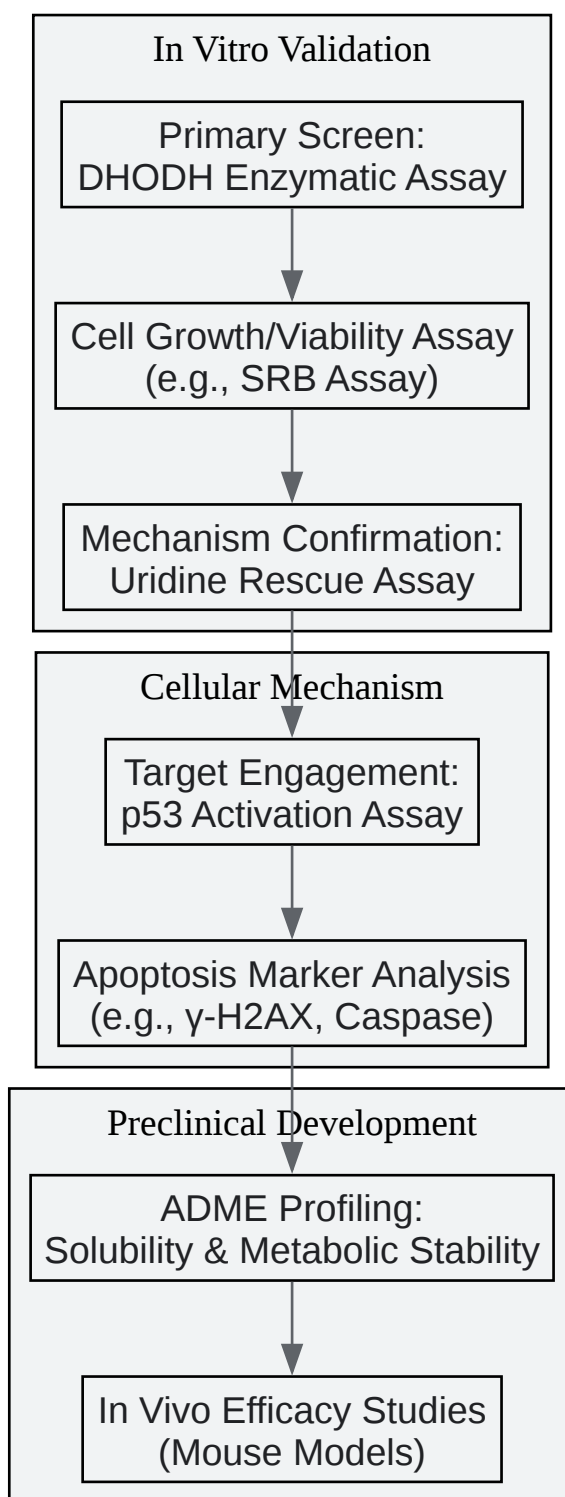 In Vitro Validation
Primary Screen:
DHODH Enzymatic Assay
Cell Growth/Viability Assay
(e.g., SRB Assay)
Mechanism Confirmation:
Uridine Rescue Assay
Cellular Mechanism
Target Engagement:
p53 Activation Assay
Apoptosis Marker Analysis
(e.g., γ-H2AX, Caspase)
Preclinical Development
ADME Profiling:
Solubility & Metabolic Stability
In Vivo Efficacy Studies
(Mouse Models)